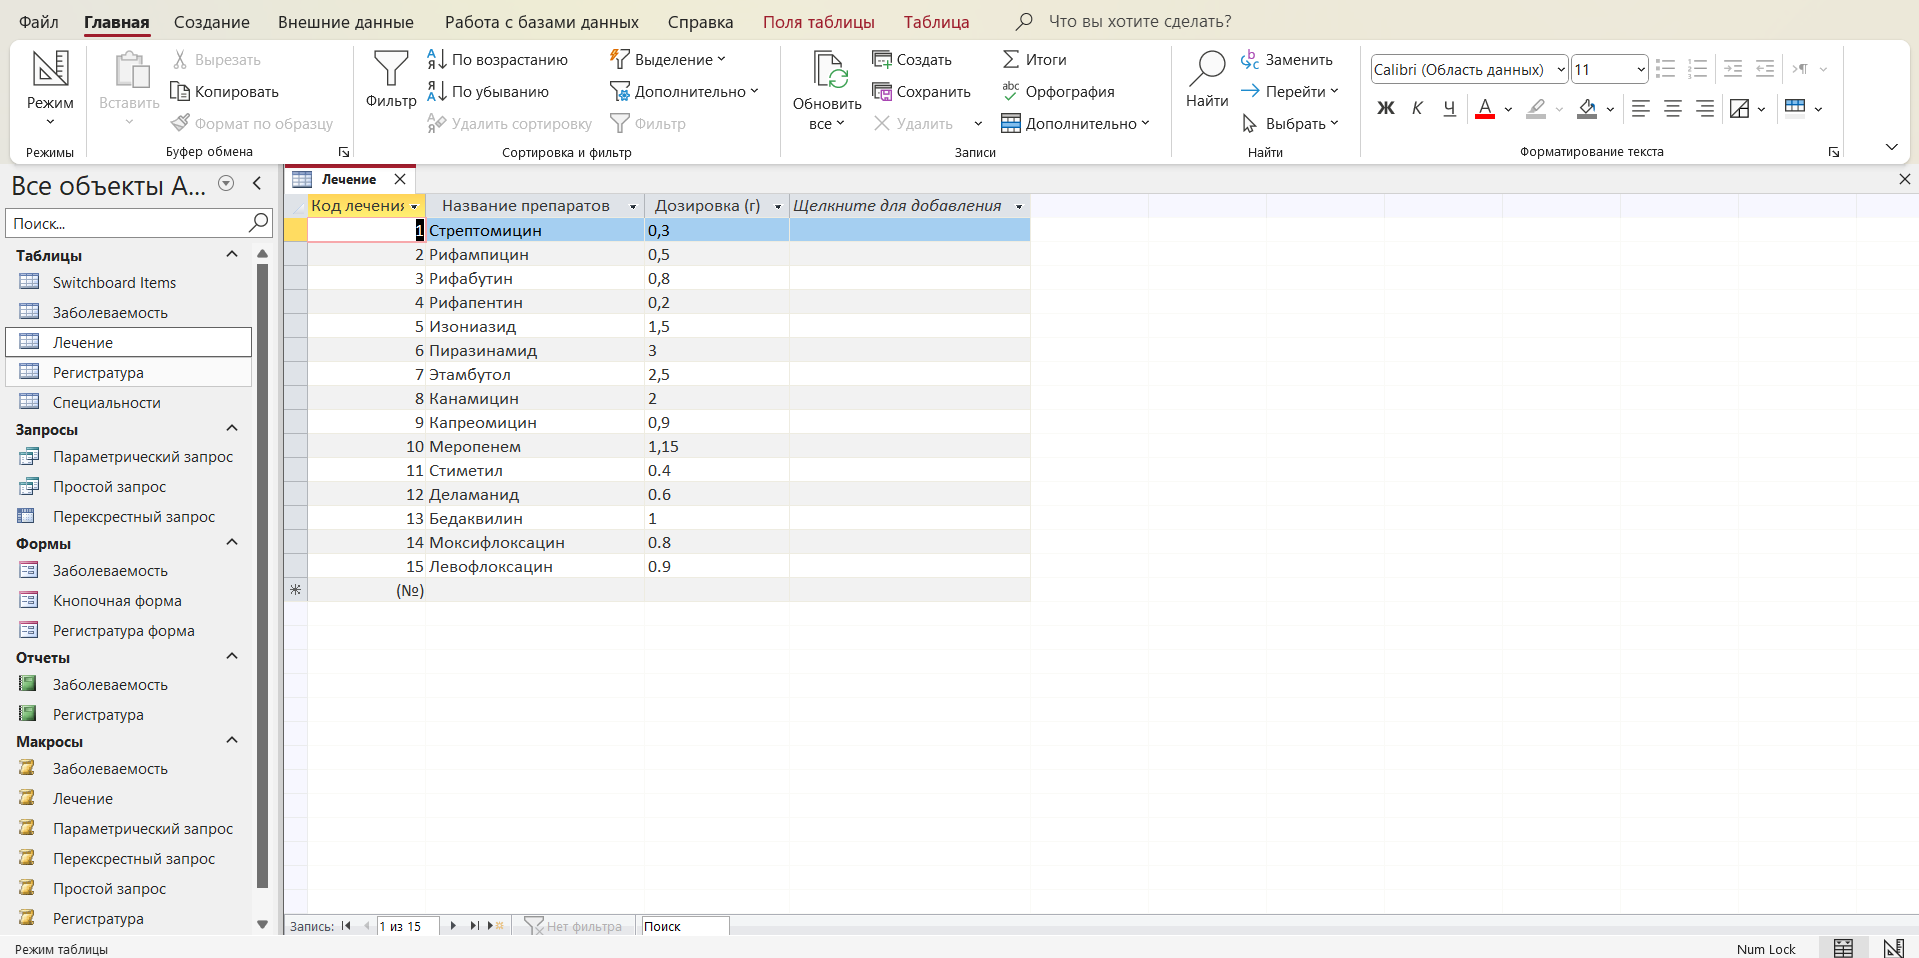 Файл Главная Создание Внешние данные Работа с базами данных Справка Поля таблицы Таблица Что вы хотите сделать?
Режим
Режимы
Вставить
Вырезать
Копировать
Формат по образцу
Буфер обмена
Фильтр
По возрастанию
По убыванию
Удалить сортировку
Выделение
Дополнительно
Фильтр
Сортировка и фильтр
Обновить
все
Создать
Сохранить
Удалить
Итоги
Орфография
Дополнительно
Записи
Найти
Заменить
Перейти
Выбрать
Найти
Calibri (Область данных) 11
Ж К Ч А
Форматирование текста
Все объекты A...
Поиск...
Таблицы
Switchboard Items
Заболеваемость
Лечение
Регистратура
Специальности
Запросы
Параметрический запрос
Простой запрос
Перексрестный запрос
Формы
Заболеваемость
Кнопочная форма
Регистратура форма
Отчеты
Заболеваемость
Регистратура
Макросы
Заболеваемость
Лечение
Параметрический запрос
Перексрестный запрос
Простой запрос
Регистратура
Лечение
Код лечения Название препаратов Дозировка (г) Щелкните для добавления
1 Стрептомицин 0,3
2 Рифампицин 0,5
3 Рифабутин 0,8
4 Рифапентин 0,2
5 Изониазид 1,5
6 Пиразинамид 3
7 Этамбутол 2,5
8 Канамицин 2
9 Капреомицин 0,9
10 Меропенем 1,15
11 Стиметил 0.4
12 Деламанид 0.6
13 Бедаквилин 1
14 Моксифлоксацин 0.8
15 Левофлоксацин 0.9
(№)
Запись: 1 из 15 Нет фильтра Поиск
Режим таблицы Num Lock